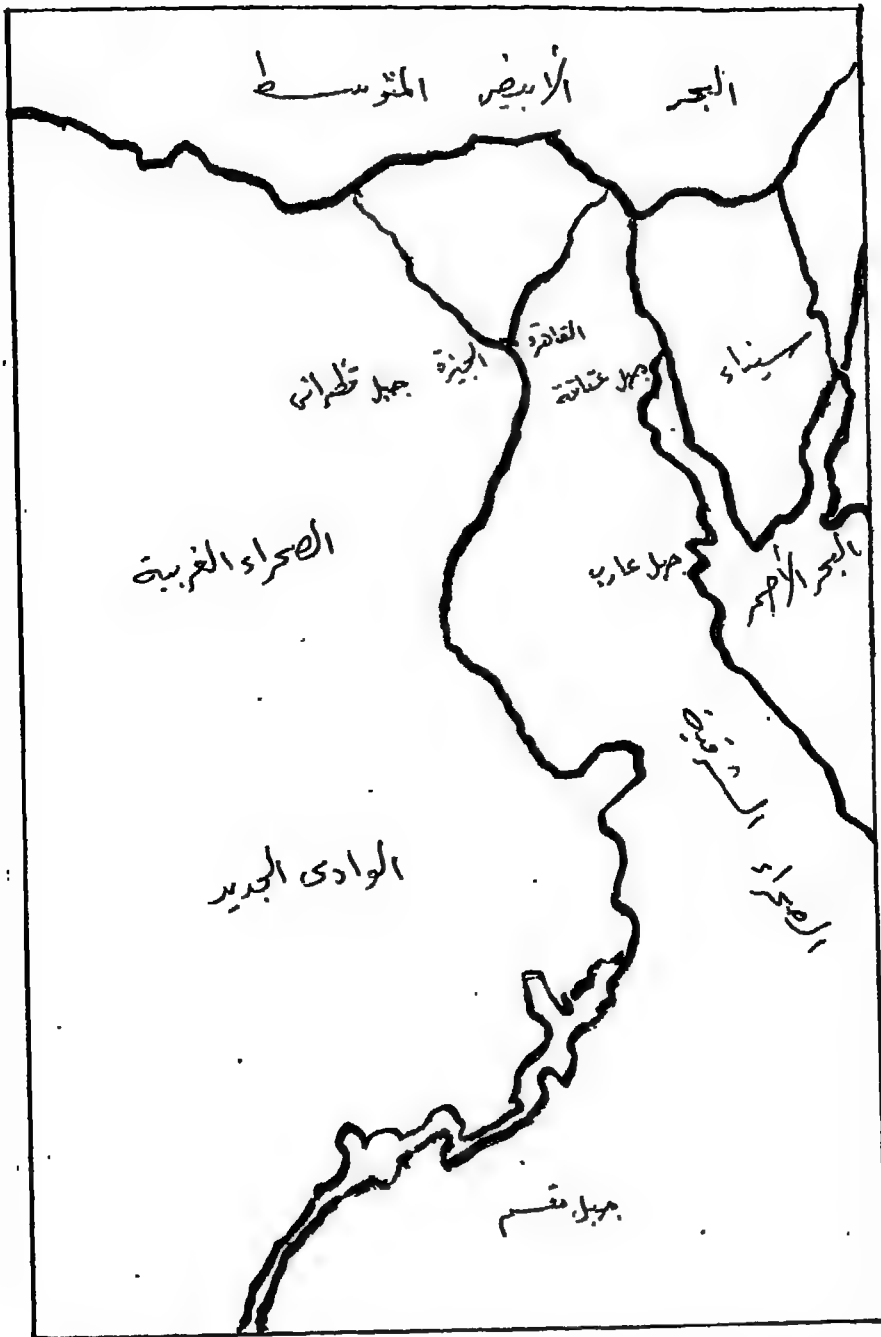 البحر الأبيض المتوسط
القاهرة
الجيزة
جبل قطرانى
جبل عتاقة
سيناء
الصحراء الغربية
جبل غارب
البحر الأحمر
الصحراء الشرقية
الوادى الجديد
جبل مقسم